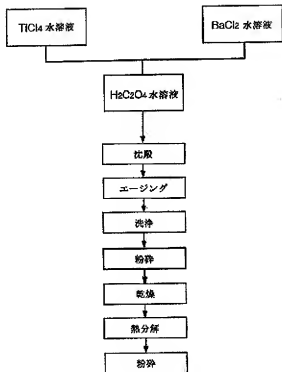 TiCl4 水溶液
BaCl2 水溶液
H2C2O4 水溶液
沈殿
エージング
洗浄
粉砕
乾燥
熱分解
粉砕